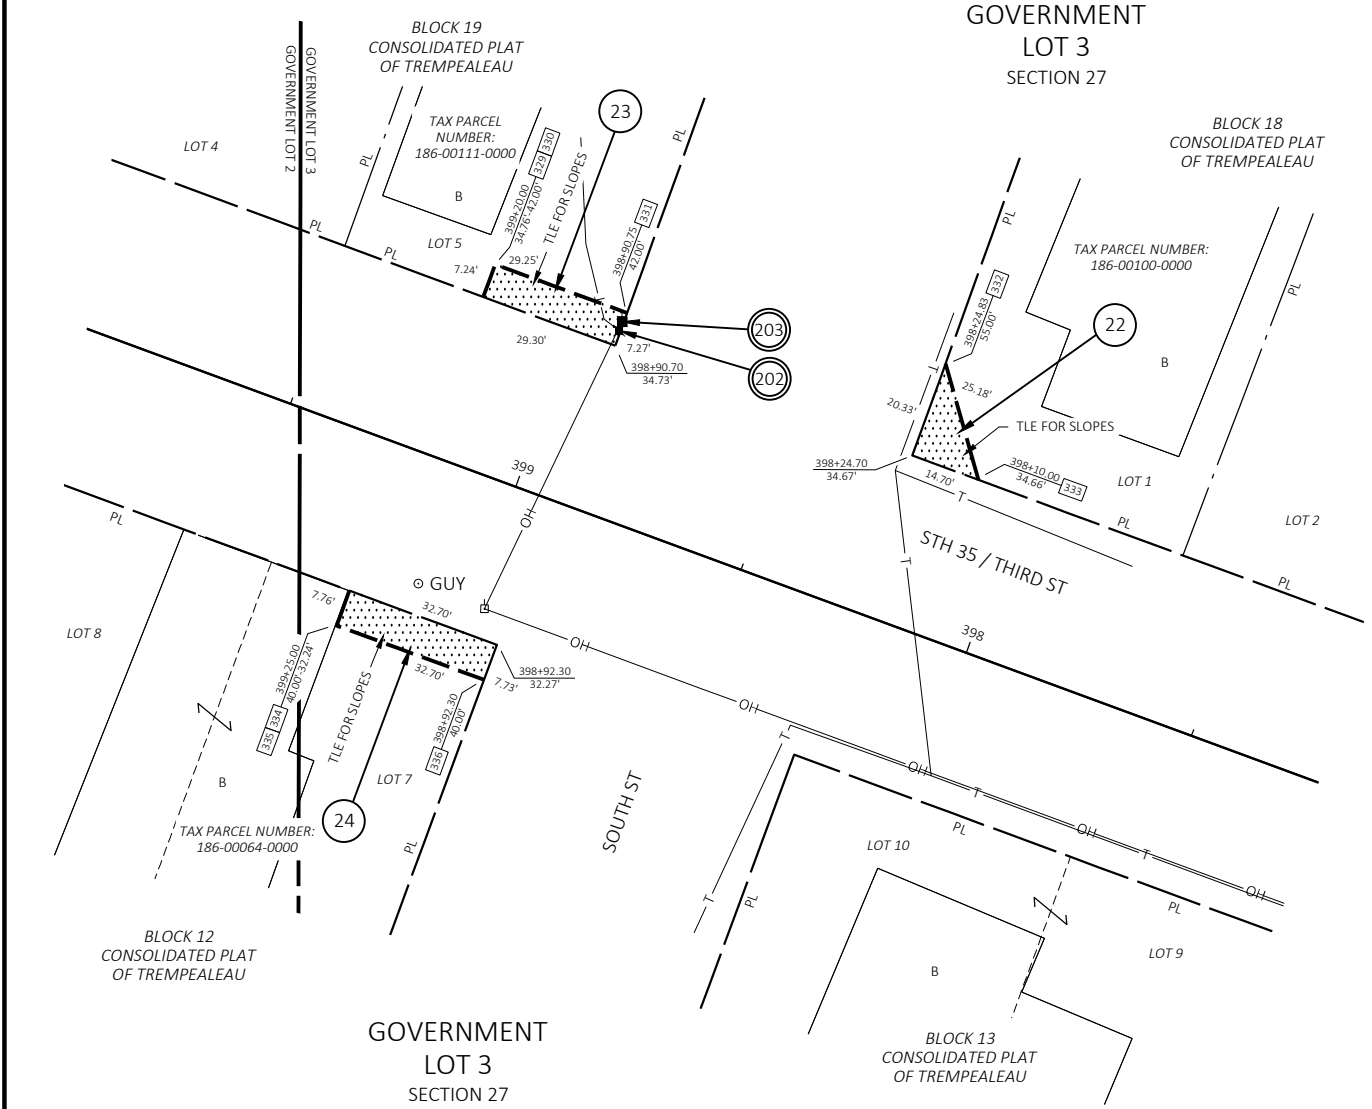 GOVERNMENT
LOT 3
SECTION 27
BLOCK 19
CONSOLIDATED PLAT
OF TREMPEALEAU
GOVERNMENT LOT 3
GOVERNMENT LOT 2
TAX PARCEL
NUMBER:
186-00111-0000
23
BLOCK 18
CONSOLIDATED PLAT
OF TREMPEALEAU
LOT 4
PL
PL
B
329 330
399+20.00
34.76'-42.00'
TLE FOR SLOPES
331
398+90.75
42.00'
PL
TAX PARCEL NUMBER:
186-00100-0000
PL
PL
LOT 5
PL
7.24'
29.25'
332
398+24.83
55.00'
22
PL
203
29.30'
7.27'
398+90.70
34.73'
202
B
T
25.18'
20.33'
TLE FOR SLOPES
399
398+24.70
34.67'
14.70'
398+10.00
34.66'
333
LOT 1
T
PL
LOT 2
PL
OH
STH 35 / THIRD ST
T
PL
GUY
7.76'
32.70'
LOT 8
398
OH
399+25.00
40.00'-32.24'
335 334
TLE FOR SLOPES
32.70'
398+92.30
32.27'
7.73'
398+92.30
40.00'
336
OH
T
B
LOT 7
SOUTH ST
OH
T
24
TAX PARCEL NUMBER:
186-00064-0000
PL
PL
OH
LOT 10
T
OH
T
PL
PL
BLOCK 12
CONSOLIDATED PLAT
OF TREMPEALEAU
LOT 9
B
GOVERNMENT
LOT 3
SECTION 27
BLOCK 13
CONSOLIDATED PLAT
OF TREMPEALEAU